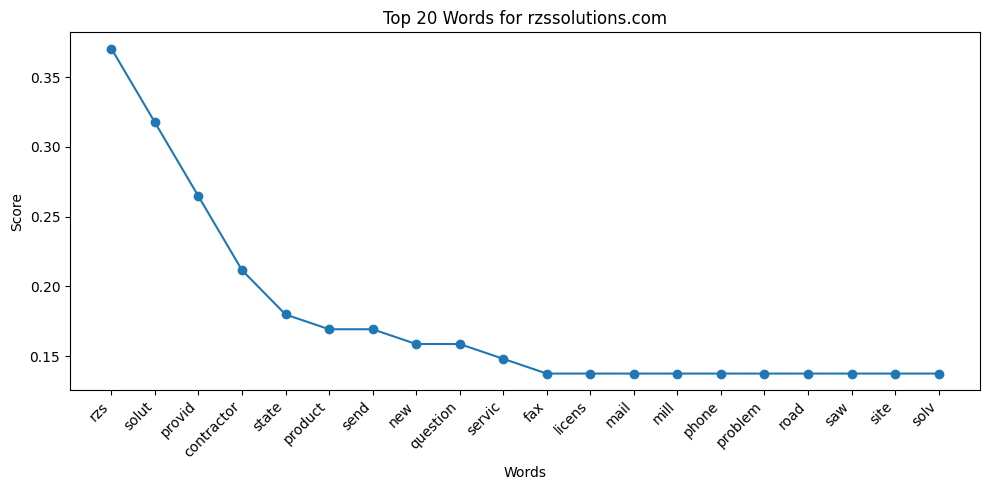 Top 20 Words for rzssolutions.com
Score
0.35
0.30
0.25
0.20
0.15
rzs
solut
provid
contractor
state
product
send
new
question
servic
fax
licens
mail
mill
phone
problem
road
saw
site
solv
Words